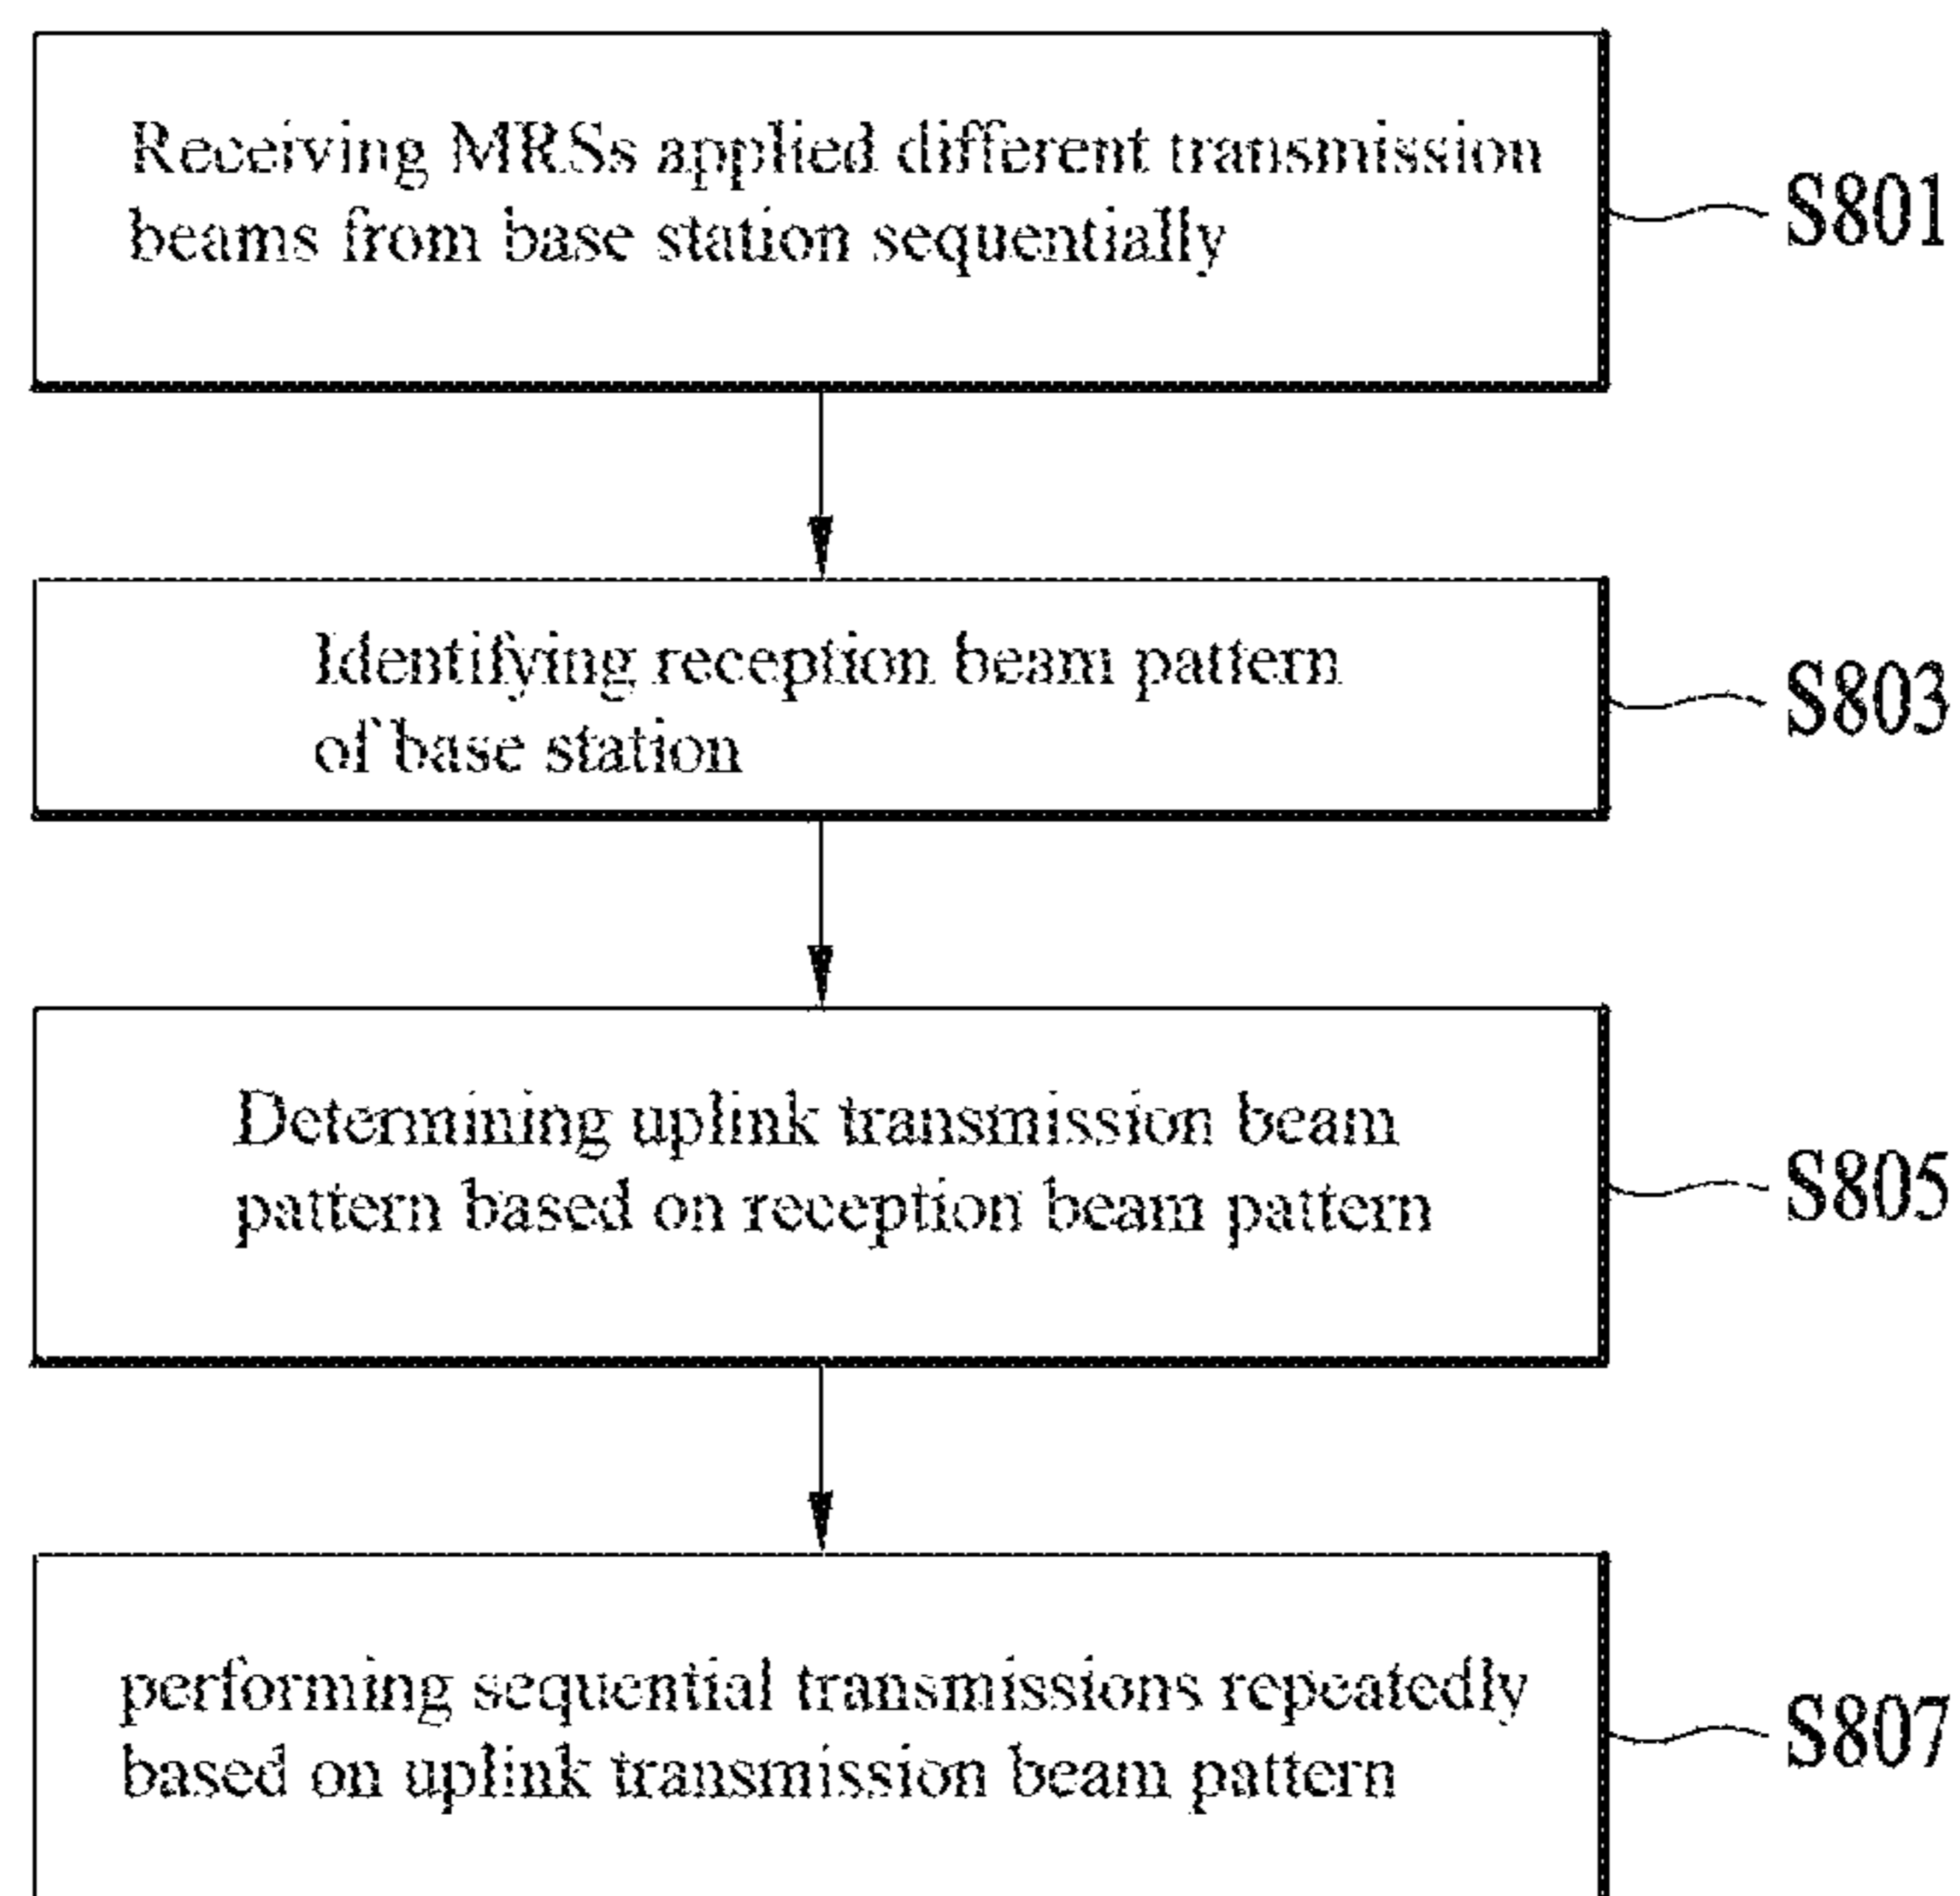 Receiving MRSs applied different transmission
beams from base station sequentially
S801
Identifying reception beam pattern
of base station
S803
Determining uplink transmission beam
pattern based on reception beam pattern
S805
performing sequential transmissions repeatedly
based on uplink transmission beam pattern
S807